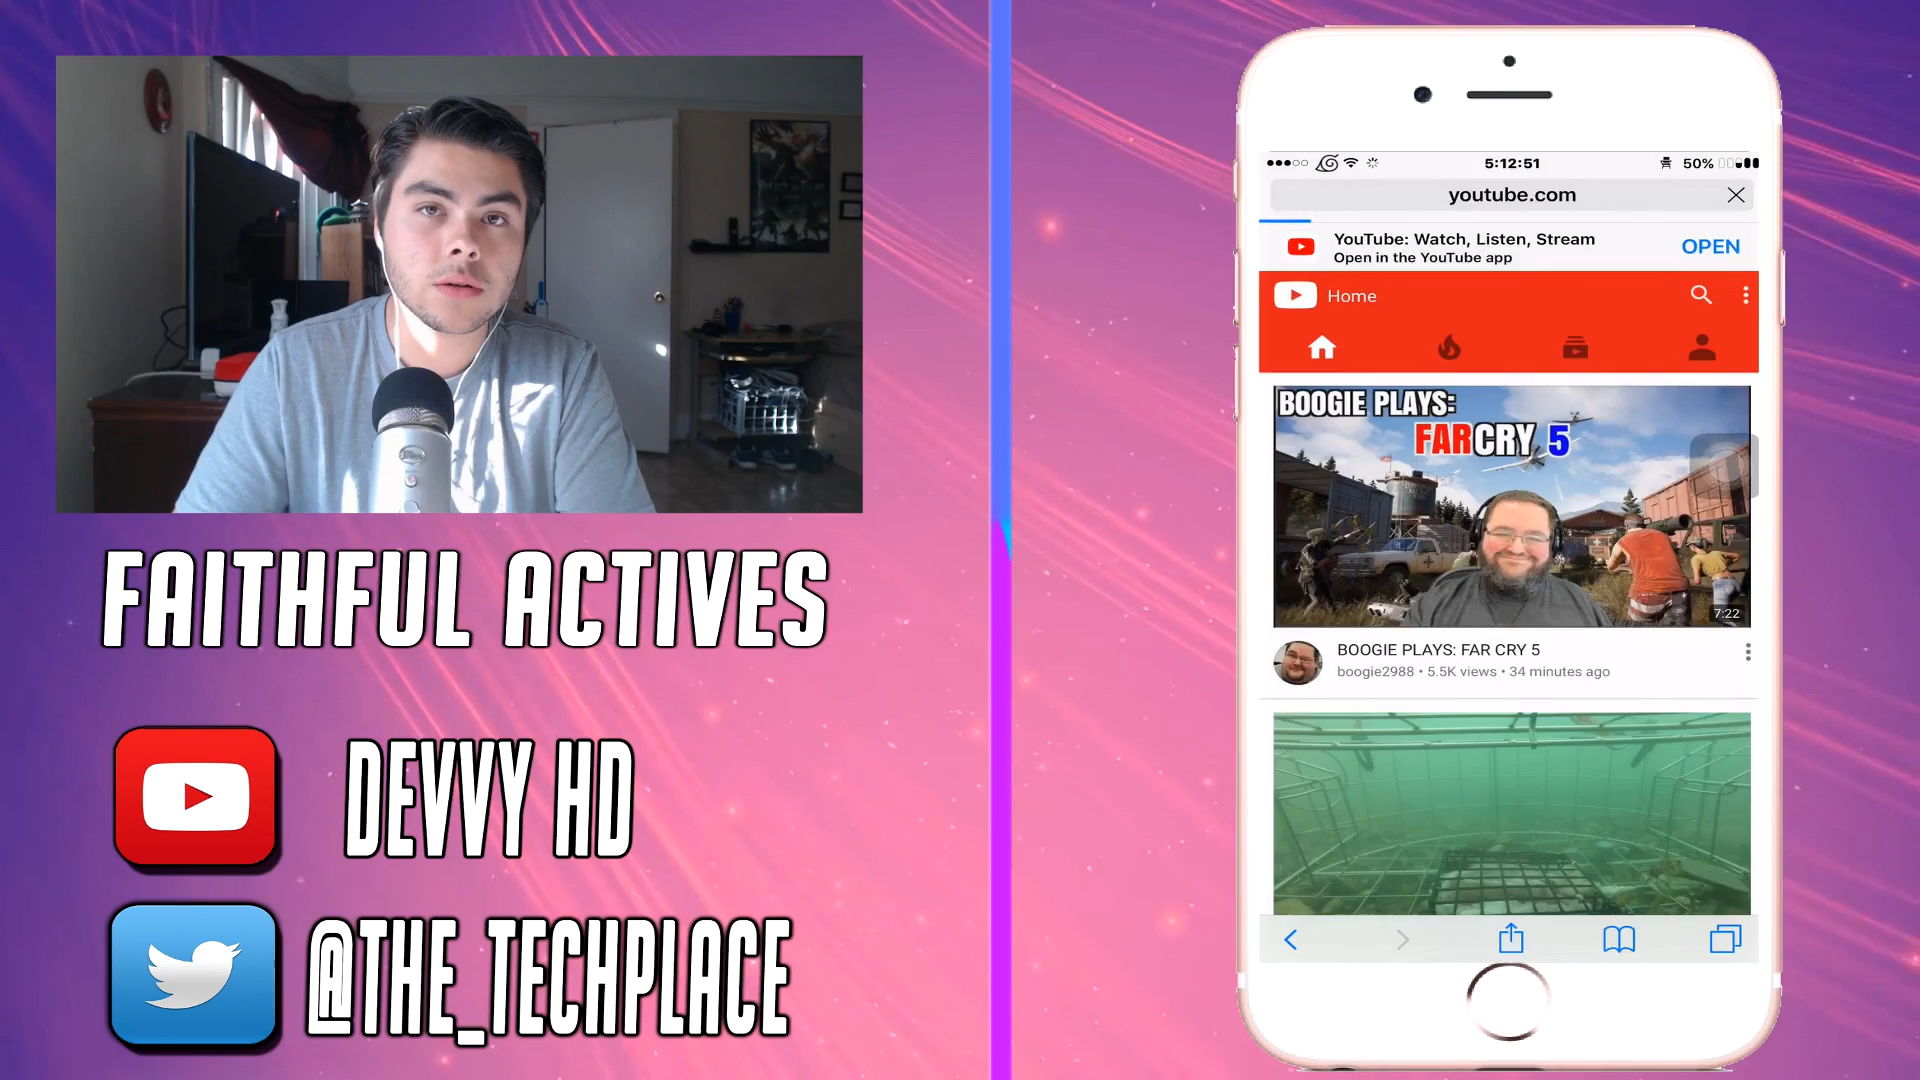 FAITHFUL ACTIVES
DEVVY HD
@THE_TECHPLACE
5:12:51
50%
youtube.com
YouTube: Watch, Listen, Stream
Open in the YouTube app
OPEN
Home
BOOGIE PLAYS:
FARCRY 5
7:22
BOOGIE PLAYS: FAR CRY 5
boogie2988 • 5.5K views • 34 minutes ago